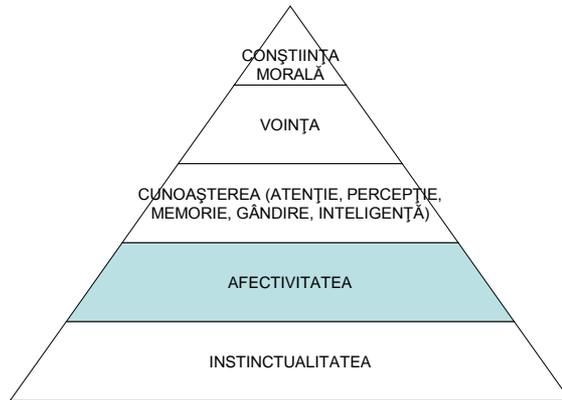 CONŞTIINŢA
MORALĂ
VOINŢA
CUNOAŞTEREA (ATENŢIE, PERCEPŢIE,
MEMORIE, GÂNDIRE, INTELIGENŢĂ)
AFECTIVITATEA
INSTINCTUALITATEA